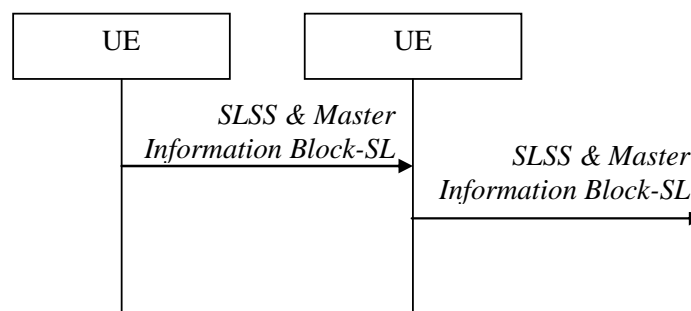 UE
UE
SLSS & Master
Information Block-SL
SLSS & Master
Information Block-SL